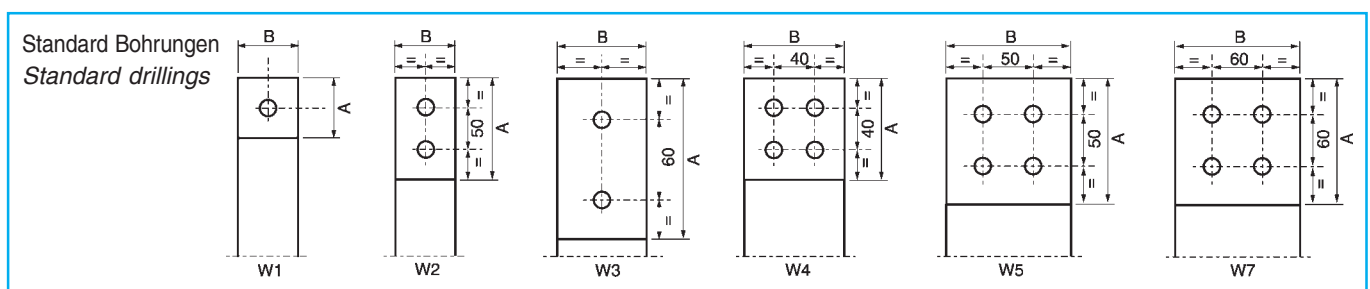 Standard Bohrungen
Standard drillings
B
A
W1
B
= =
=
50
=
A
W2
B
= =
=
60
=
A
W3
B
= 40 =
=
40
=
A
W4
B
= 50 =
=
50
=
A
W5
B
= 60 =
=
60
=
A
W7